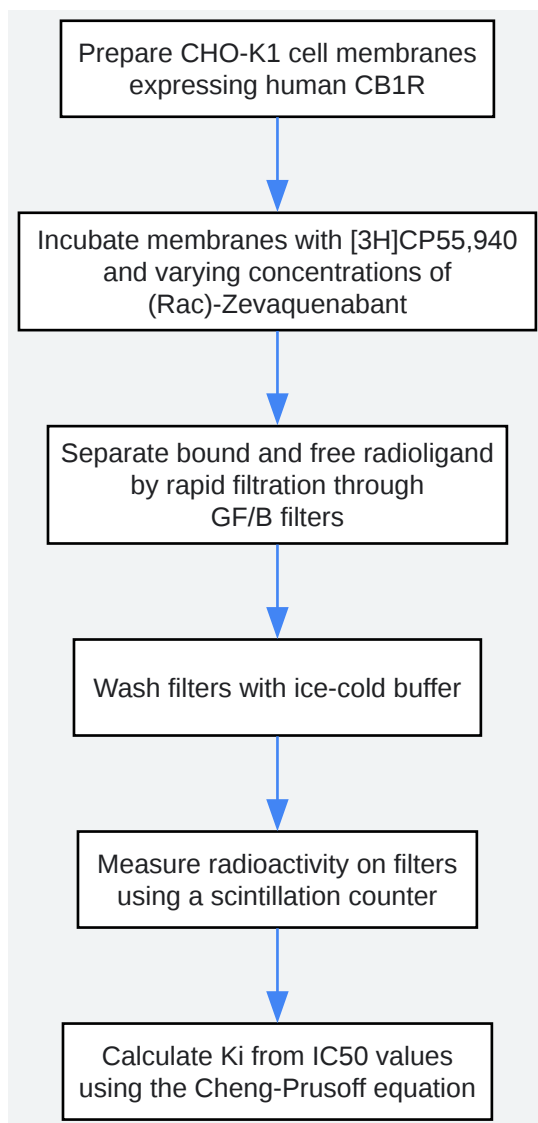 Prepare CHO-K1 cell membranes
expressing human CB1R
Incubate membranes with [3H]CP55,940
and varying concentrations of
(Rac)-Zevaquenabant
Separate bound and free radioligand
by rapid filtration through
GF/B filters
Wash filters with ice-cold buffer
Measure radioactivity on filters
using a scintillation counter
Calculate Ki from IC50 values
using the Cheng-Prusoff equation